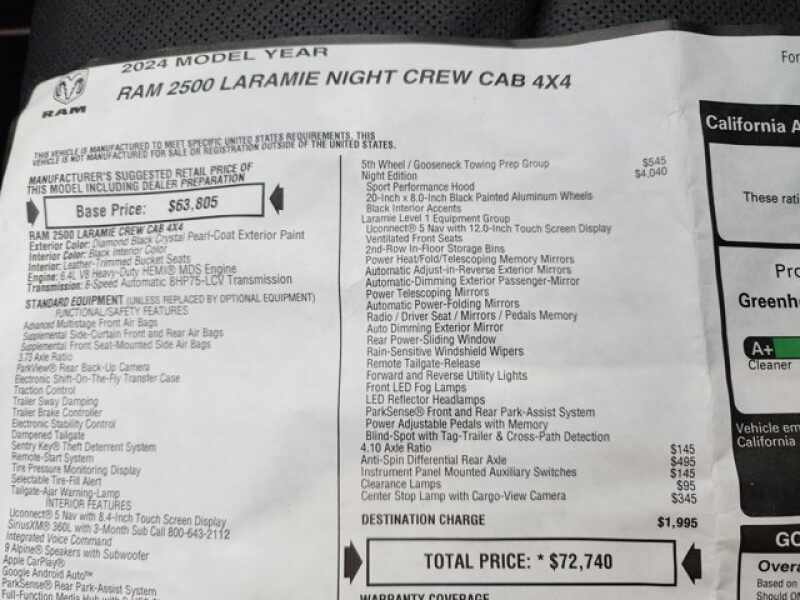 2024 MODEL YEAR
RAM 2500 LARAMIE NIGHT CREW CAB 4X4
RAM
THIS VEHICLE IS MANUFACTURED TO MEET SPECIFIC UNITED STATES REQUIREMENTS. THIS
VEHICLE IS NOT MANUFACTURED FOR SALE OR REGISTRATION OUTSIDE OF THE UNITED STATES.
MANUFACTURER'S SUGGESTED RETAIL PRICE OF
THIS MODEL INCLUDING DEALER PREPARATION
Base Price: $63,805
RAM 2500 LARAMIE CREW CAB 4X4
Exterior Color: Diamond Black Crystal Pearl-Coat Exterior Paint
Interior Color: Black Interior Color
Interior: Leather-Trimmed Bucket Seats
Engine: 6.4L V8 Heavy-Duty HEMI® MDS Engine
Transmission: 8-Speed Automatic 8HP75-LCV Transmission
STANDARD EQUIPMENT (UNLESS REPLACED BY OPTIONAL EQUIPMENT)
FUNCTIONAL/SAFETY FEATURES
Advanced Multistage Front Air Bags
Supplemental Side-Curtain Front and Rear Air Bags
Supplemental Front Seat-Mounted Side Air Bags
3.73 Axle Ratio
ParkView® Rear Back-Up Camera
Electronic Shift-On-The-Fly Transfer Case
Traction Control
Trailer Sway Damping
Trailer Brake Controller
Electronic Stability Control
Dampened Tailgate
Sentry Key® Theft Deterrent System
Remote-Start System
Tire Pressure Monitoring Display
Selectable Tire-Fill Alert
Tailgate-Ajar Warning-Lamp
INTERIOR FEATURES
Uconnect® 5 Nav with 8.4-Inch Touch Screen Display
SiriusXM® 360L with 3-Month Sub Call 800-643-2112
Integrated Voice Command
9 Alpine® Speakers with Subwoofer
Apple CarPlay®
Google Android Auto™
ParkSense® Rear Park-Assist System
Full-Function Media Hub with
5th Wheel / Gooseneck Towing Prep Group $545
Night Edition $4,040
Sport Performance Hood
20-Inch x 8.0-Inch Black Painted Aluminum Wheels
Black Interior Accents
Laramie Level 1 Equipment Group
Uconnect® 5 Nav with 12.0-Inch Touch Screen Display
Ventilated Front Seats
2nd-Row In-Floor Storage Bins
Power Heat/Fold/Telescoping Memory Mirrors
Automatic Adjust-in-Reverse Exterior Mirrors
Automatic-Dimming Exterior Passenger-Mirror
Power Telescoping Mirrors
Automatic Power-Folding Mirrors
Radio / Driver Seat / Mirrors / Pedals Memory
Auto Dimming Exterior Mirror
Rear Power-Sliding Window
Rain-Sensitive Windshield Wipers
Remote Tailgate-Release
Forward and Reverse Utility Lights
Front LED Fog Lamps
LED Reflector Headlamps
ParkSense® Front and Rear Park-Assist System
Power Adjustable Pedals with Memory
Blind-Spot with Tag-Trailer & Cross-Path Detection
4.10 Axle Ratio $145
Anti-Spin Differential Rear Axle $495
Instrument Panel Mounted Auxiliary Switches $145
Clearance Lamps $95
Center Stop Lamp with Cargo-View Camera $345
DESTINATION CHARGE $1,995
TOTAL PRICE: * $72,740
WARRANTY COVERAGE
For
California A
These rati
Pro
Greenh
A+
Cleaner
Vehicle em
California
GO
Overa
Based on
Should ON